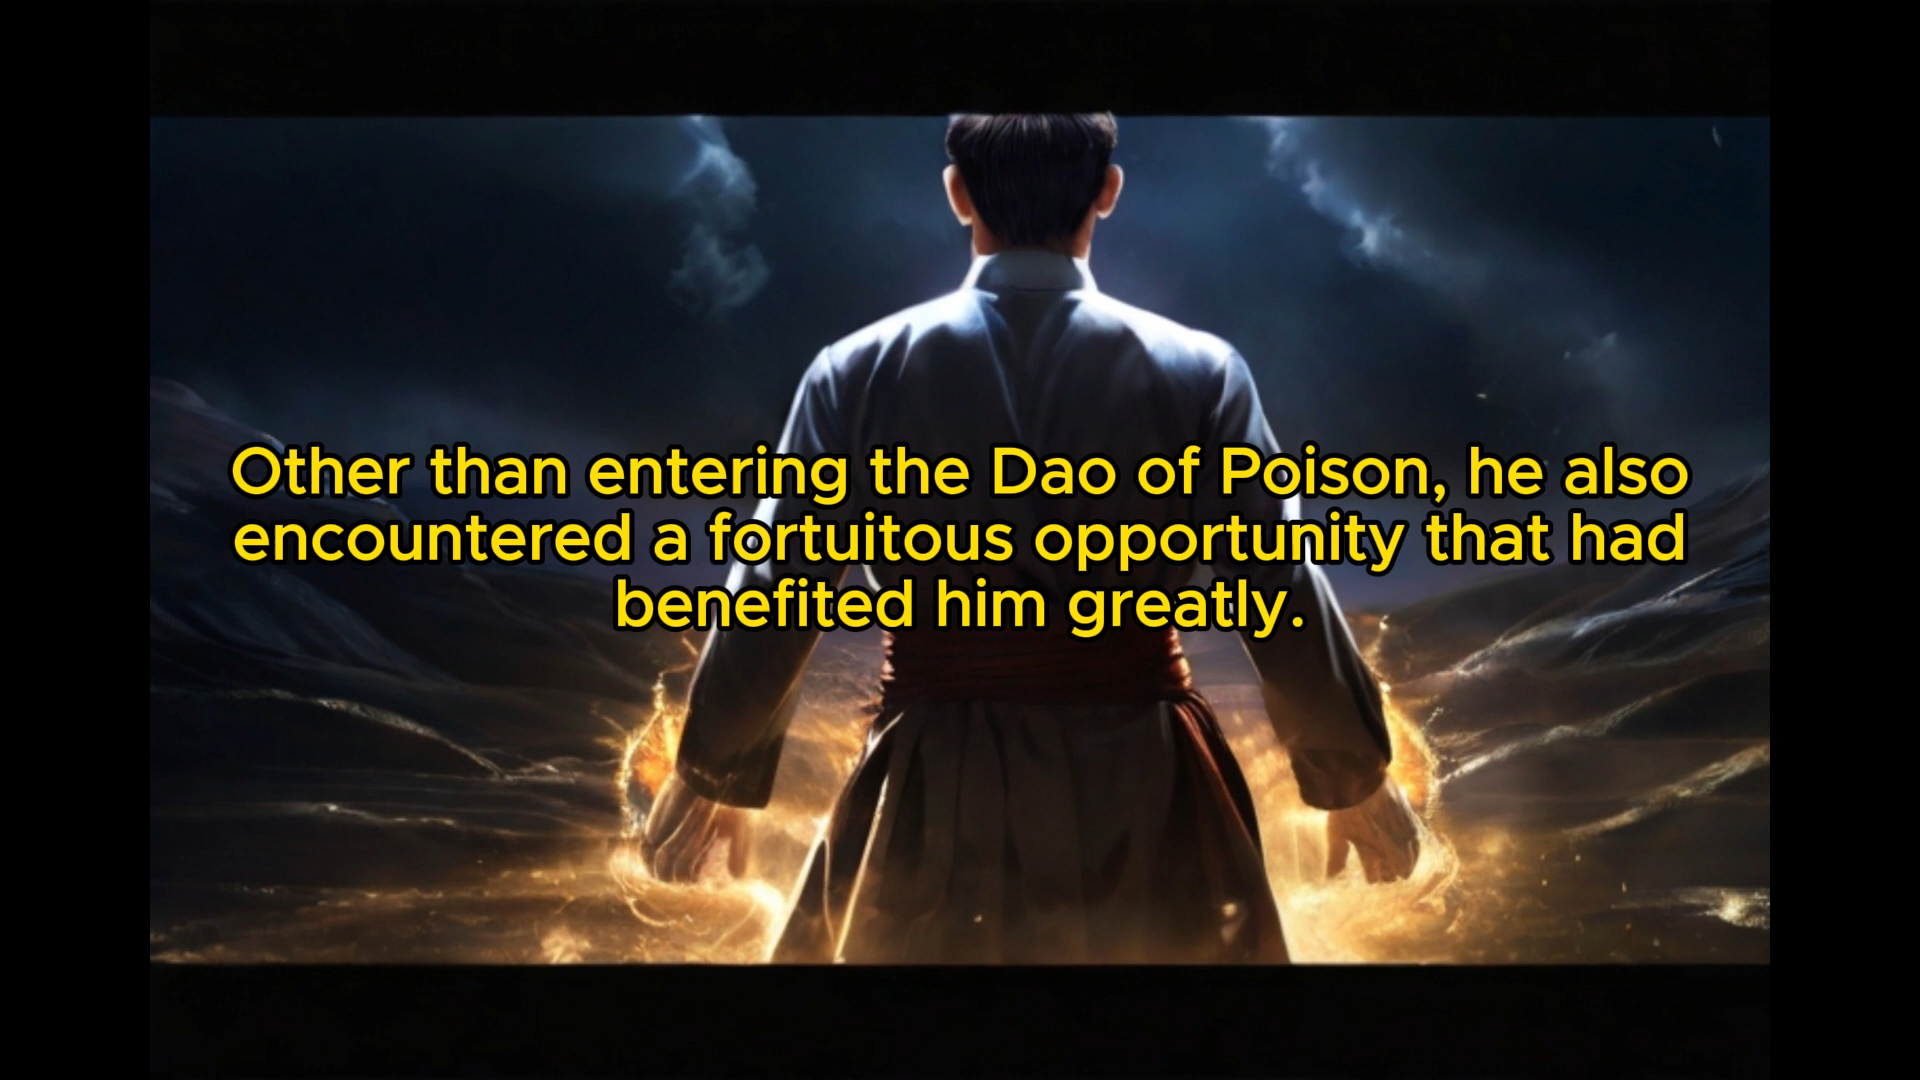 Other than entering the Dao of Poison, he also
encountered a fortuitous opportunity that had
benefited him greatly.